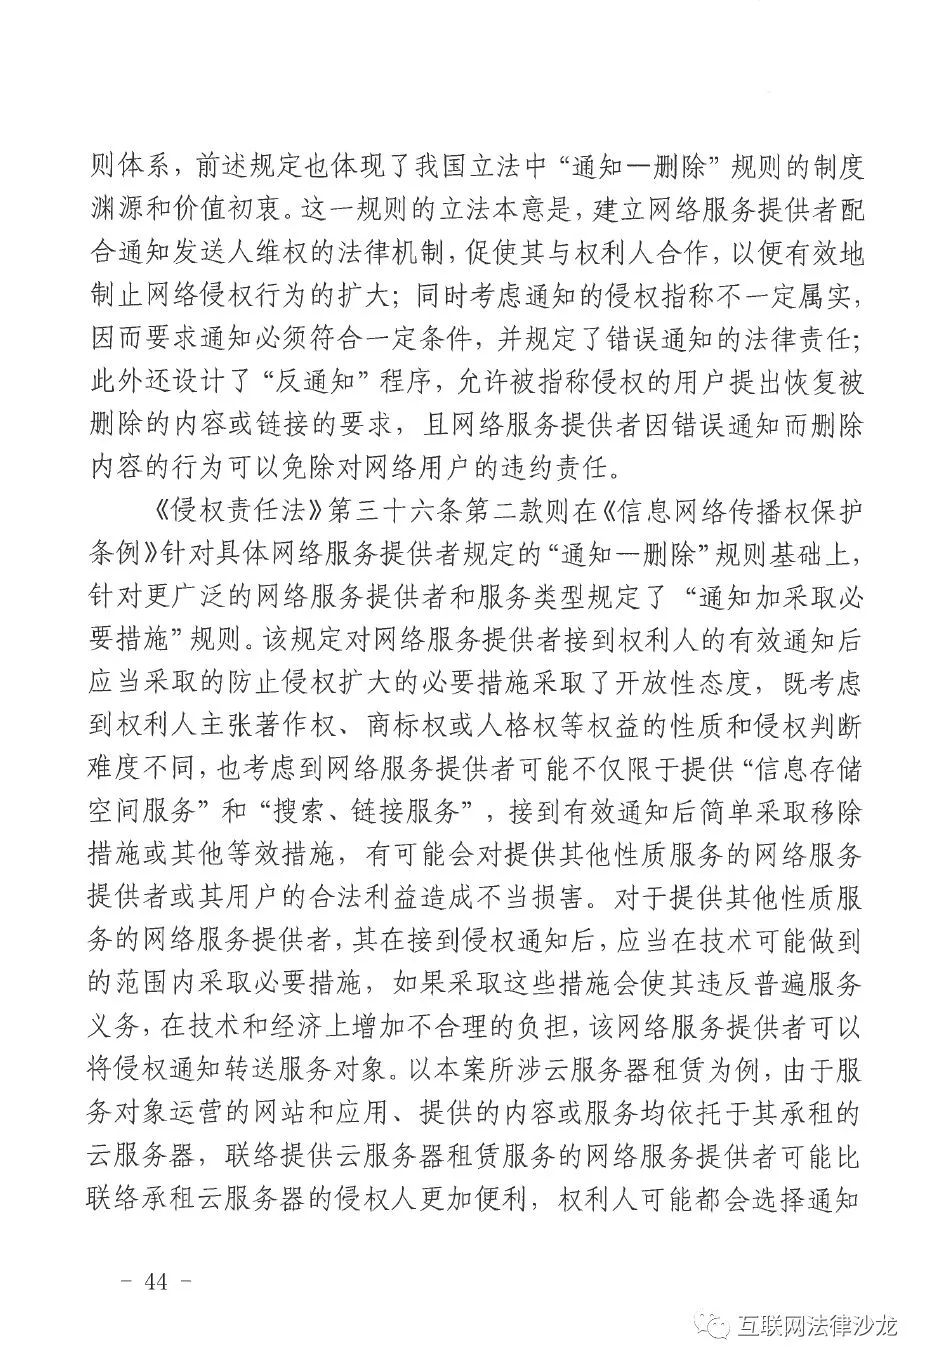 则体系，前述规定也体现了我国立法中“通知—删除”规则的制度
渊源和价值初衷。这一规则的立法本意是，建立网络服务提供者配
合通知发送人维权的法律机制，促使其与权利人合作，以便有效地
制止网络侵权行为的扩大；同时考虑通知的侵权指称不一定属实，
因而要求通知必须符合一定条件，并规定了错误通知的法律责任；
此外还设计了“反通知”程序，允许被指称侵权的用户提出恢复被
删除的内容或链接的要求，且网络服务提供者因错误通知而删除
内容的行为可以免除对网络用户的违约责任。
《侵权责任法》第三十六条第二款则在《信息网络传播权保护
条例》针对具体网络服务提供者规定的“通知—删除”规则基础上，
针对更广泛的网络服务提供者和服务类型规定了“通知加采取必
要措施”规则。该规定对网络服务提供者接到权利人的有效通知后
应当采取的防止侵权扩大的必要措施采取了开放性态度，既考虑
到权利人主张著作权、商标权或人格权等权益的性质和侵权判断
难度不同，也考虑到网络服务提供者可能不仅限于提供“信息存储
空间服务”和“搜索、链接服务”，接到有效通知后简单采取移除
措施或其他等效措施，有可能会对提供其他性质服务的网络服务
提供者或其用户的合法利益造成不当损害。对于提供其他性质服
务的网络服务提供者，其在接到侵权通知后，应当在技术可能做到
的范围内采取必要措施，如果采取这些措施会使其违反普遍服务
义务，在技术和经济上增加不合理的负担，该网络服务提供者可以
将侵权通知转送服务对象。以本案所涉云服务器租赁为例，由于服
务对象运营的网站和应用、提供的内容或服务均依托于其承租的
云服务器，联络提供云服务器租赁服务的网络服务提供者可能比
联络承租云服务器的侵权人更加便利，权利人可能都会选择通知
- 44 -
互联网法律沙龙